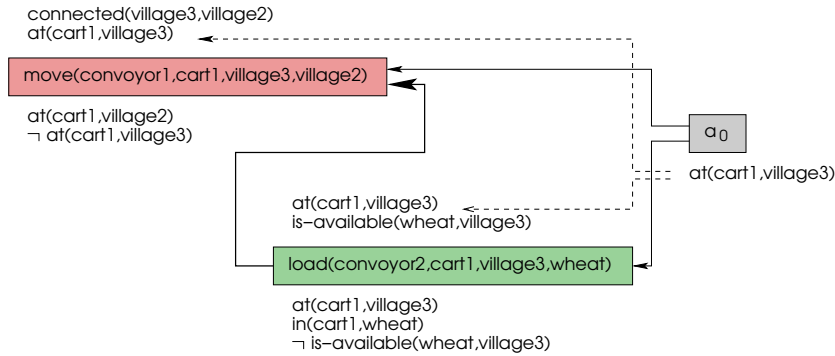 connected(village3,village2)
at(cart1,village3)
move(convoyor1,cart1,village3,village2)
at(cart1,village2)
¬ at(cart1,village3)
a0
at(cart1,village3)
at(cart1,village3)
is-available(wheat,village3)
load(convoyor2,cart1,village3,wheat)
at(cart1,village3)
in(cart1,wheat)
¬ is-available(wheat,village3)